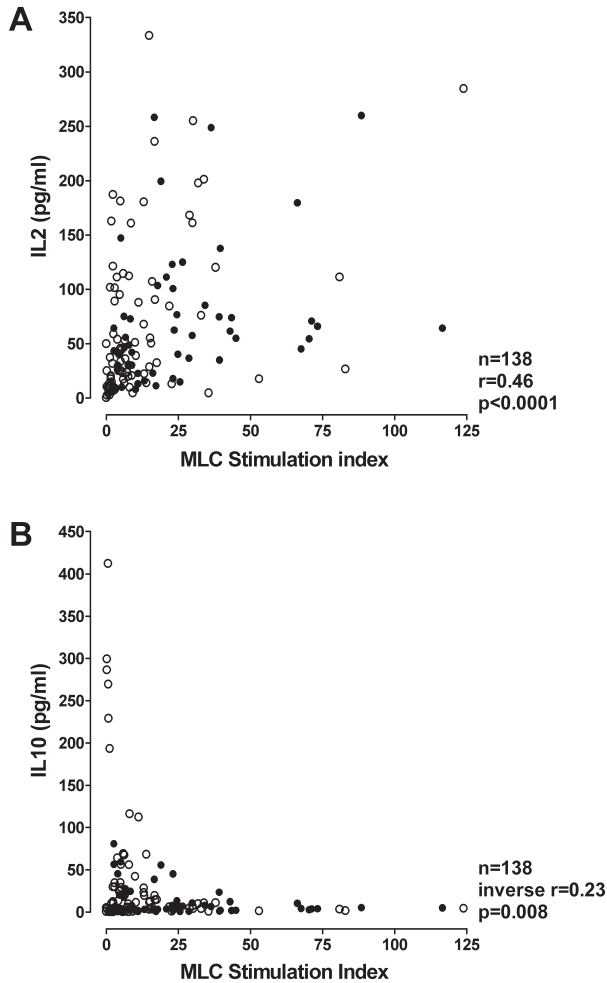 A
350
300
250
200
150
100
50
0
IL2 (pg/ml)
0 25 50 75 100 125
MLC Stimulation index
n=138
r=0.46
p<0.0001
B
450
400
350
300
250
200
150
100
50
0
IL10 (pg/ml)
0 25 50 75 100 125
MLC Stimulation Index
n=138
inverse r=0.23
p=0.008